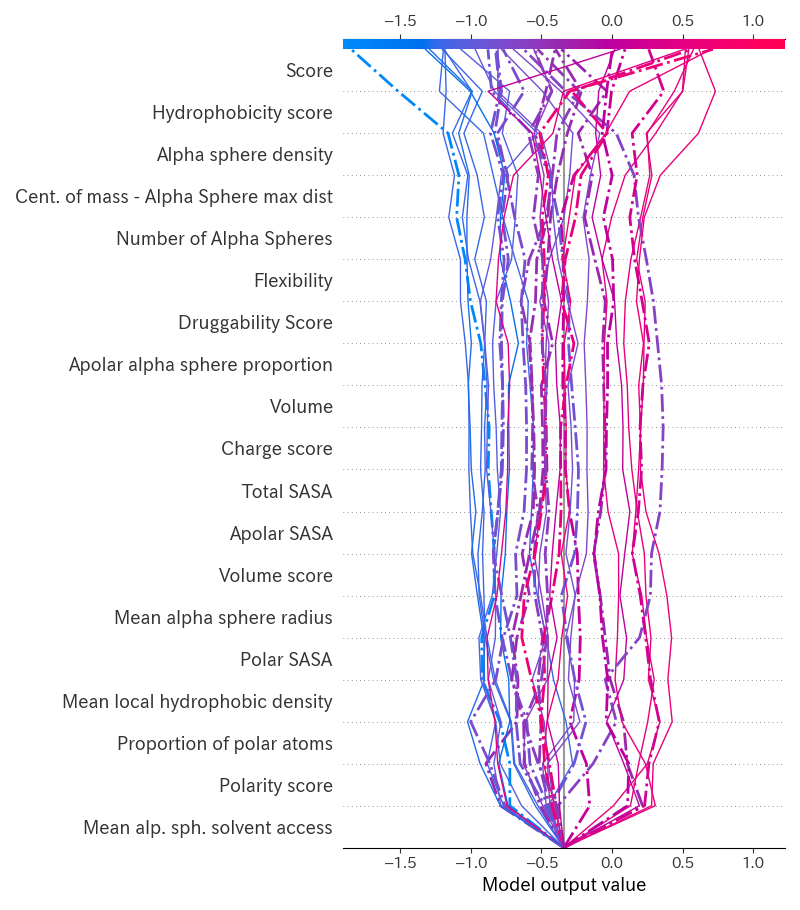 −1.5 −1.0 −0.5 0.0 0.5 1.0
Score
Hydrophobicity score
Alpha sphere density
Cent. of mass - Alpha Sphere max dist
Number of Alpha Spheres
Flexibility
Druggability Score
Apolar alpha sphere proportion
Volume
Charge score
Total SASA
Apolar SASA
Volume score
Mean alpha sphere radius
Polar SASA
Mean local hydrophobic density
Proportion of polar atoms
Polarity score
Mean alp. sph. solvent access
−1.5 −1.0 −0.5 0.0 0.5 1.0
Model output value